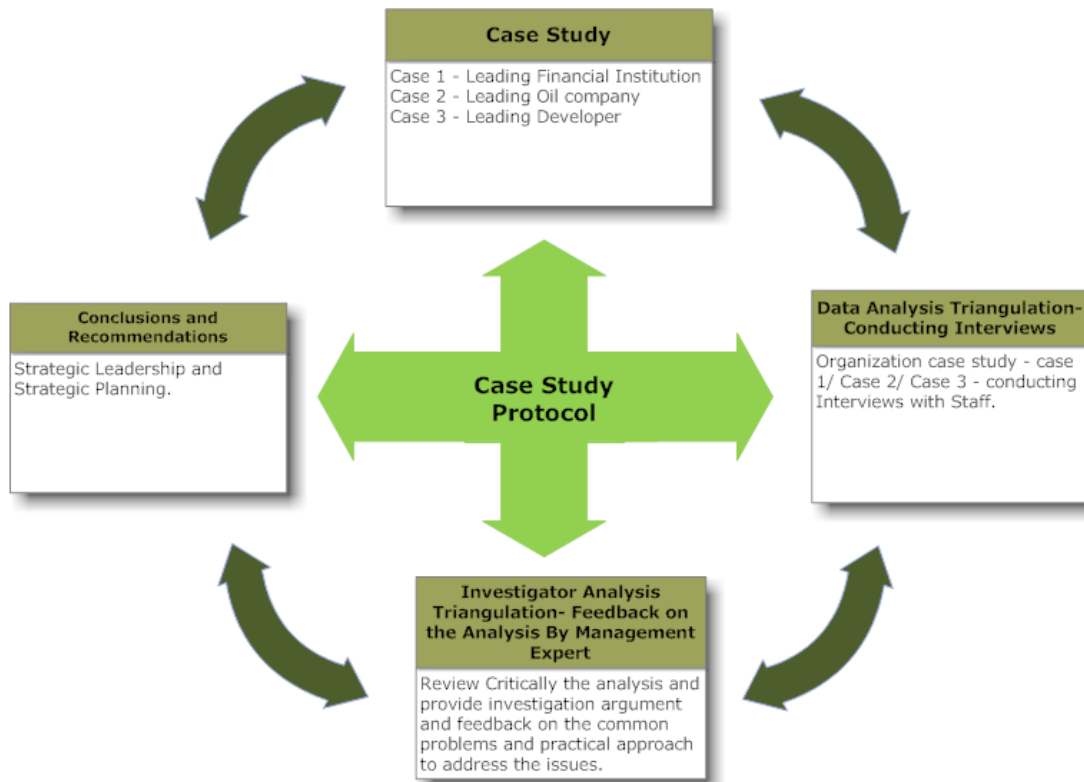 Case Study
Case 1 - Leading Financial Institution
Case 2 - Leading Oil company
Case 3 - Leading Developer
Conclusions and
Recommendations
Strategic Leadership and
Strategic Planning.
Case Study
Protocol
Data Analysis Triangulation-
Conducting Interviews
Organization case study - case
1/ Case 2/ Case 3 - conducting
Interviews with Staff.
Investigator Analysis
Triangulation- Feedback on
the Analysis By Management
Expert
Review Critically the analysis and
provide investigation argument
and feedback on the common
problems and practical approach
to address the issues.